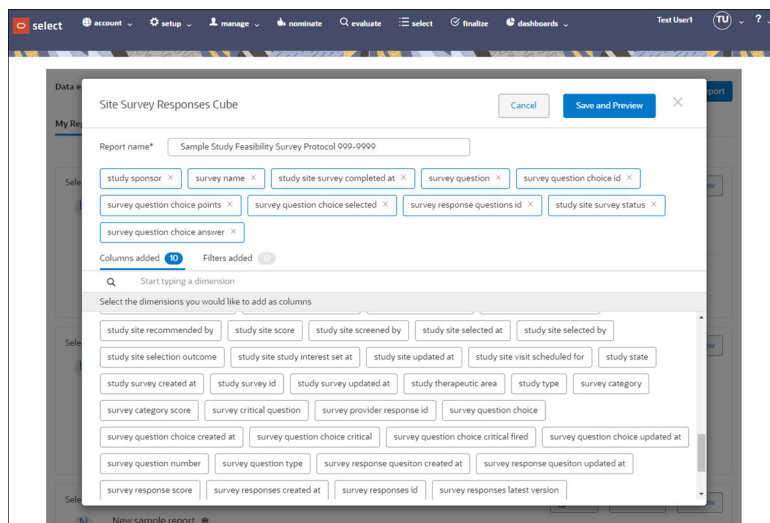 select account setup manage nominate evaluate select finalize dashboards Test User1 TU ?
Data e
port
Site Survey Responses Cube Cancel Save and Preview
My Re
Report name* Sample Study Feasibility Survey Protocol 999-9999
study sponsor × survey name × study site survey completed at × survey question × survey question choice id ×
Sele
survey question choice points × survey question choice selected × survey response questions id × study site survey status ×
survey question choice answer ×
Columns added 10 Filters added 0
Start typing a dimension
Select the dimensions you would like to add as columns
study site recommended by study site score study site screened by study site selected at study site selected by
Sele
study site selection outcome study site study interest set at study site updated at study site visit scheduled for study state
study survey created at study survey id study survey updated at study therapeutic area study type survey category
survey category score survey critical question survey provider response id survey question choice
survey question choice created at survey question choice critical survey question choice critical fired survey question choice updated at
survey question number survey question type survey response quesiton created at survey response quesiton updated at
survey response score survey responses created at survey responses id survey responses latest version
Sele
N New sample report